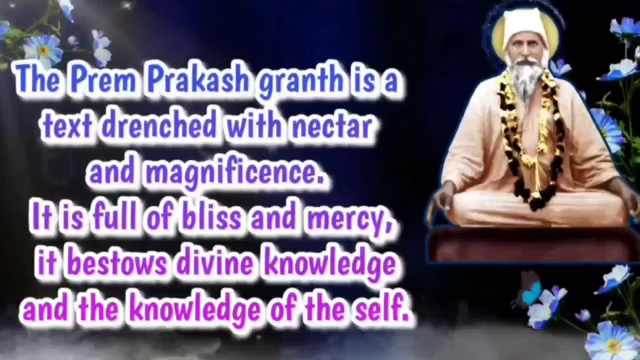 The Prem Prakash granth is a
text drenched with nectar
and magnificence.
It is full of bliss and mercy,
it bestows divine knowledge
and the knowledge of the self.